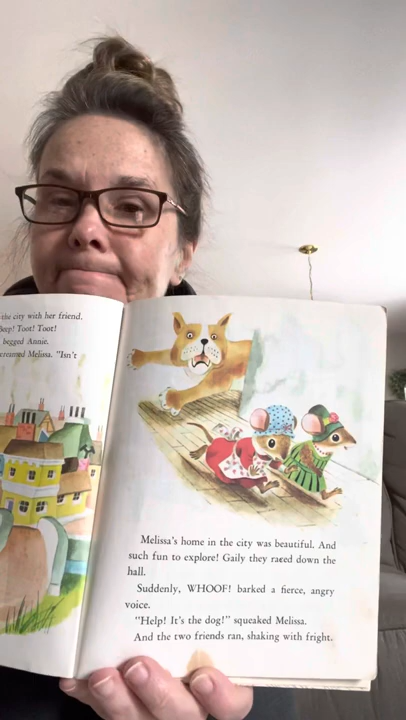 the city with her friend.
Beep! Toot! Toot!
begged Annie.
screamed Melissa. "Isn't
Melissa's home in the city was beautiful. And
such fun to explore! Gaily they raced down the
hall.
Suddenly, WHOOF! barked a fierce, angry
voice.
"Help! It's the dog!" squeaked Melissa.
And the two friends ran, shaking with fright.